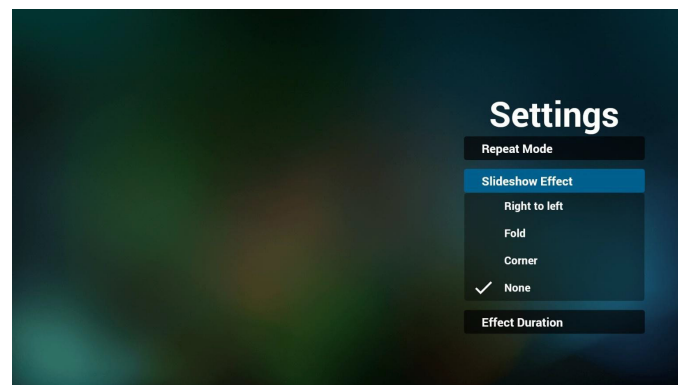 Settings
Repeat Mode
Slideshow Effect
Right to left
Fold
Corner
None
Effect Duration